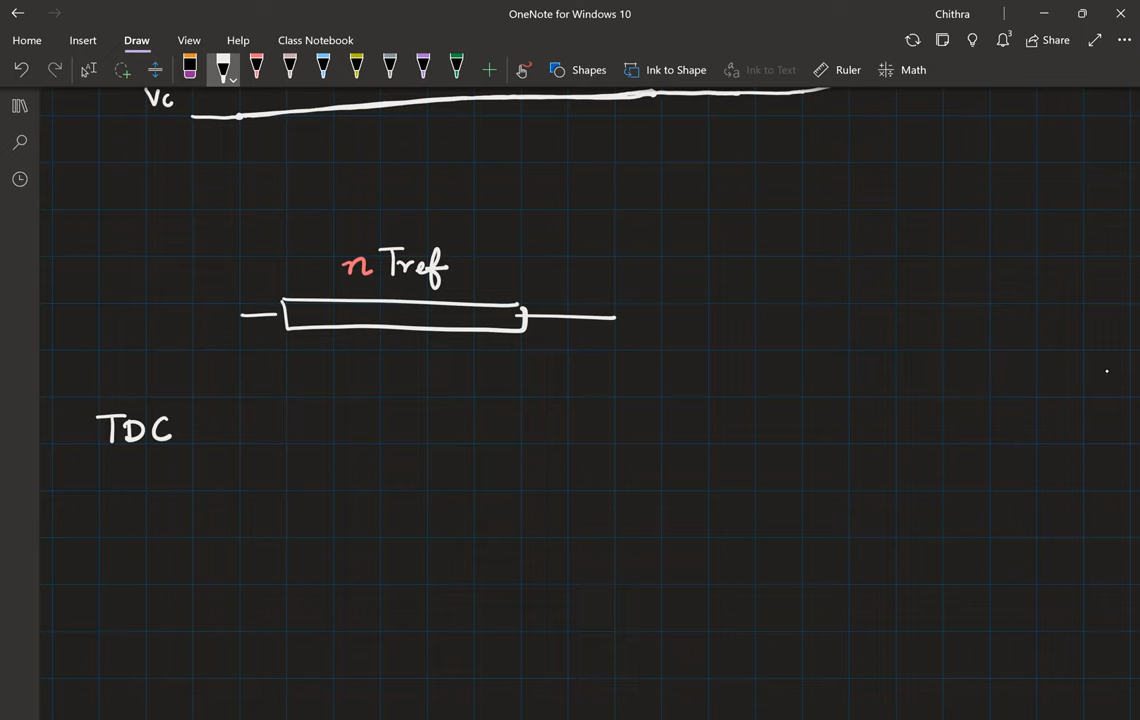 OneNote for Windows 10
Chithra
Home Insert Draw View Help Class Notebook
3
Share
Shapes
Ink to Shape
Ink to Text
Ruler
Math
Vc
n Tref
TDC